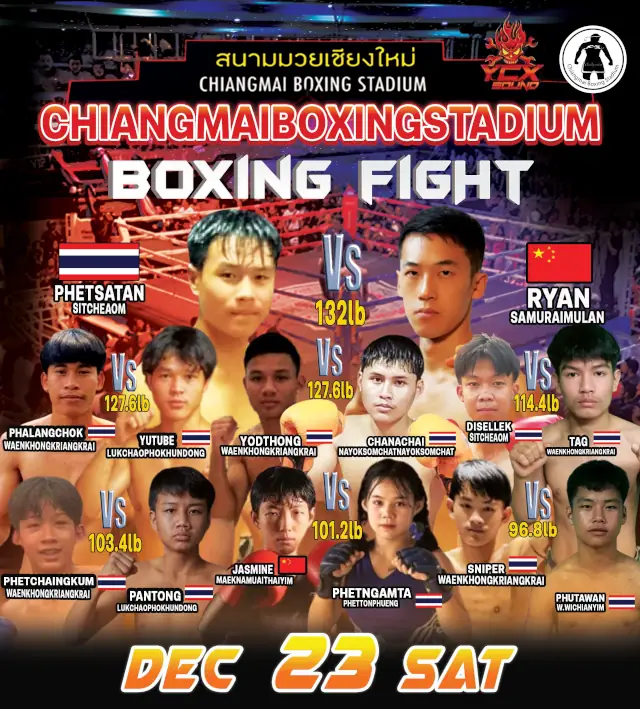 สนามมวยเชียงใหม่
CHIANGMAI BOXING STADIUM
YCX
SOUND
Chiangmai Boxing Stadium
CHIANGMAIBOXINGSTADIUM
BOXING FIGHT
PHETSATAN
SITCHEAOM
Vs
132lb
RYAN
SAMURAIMULAN
PHALANGCHOK
WAENKHONGKRIANGKRAI
Vs
127.6lb
YUTUBE
LUKCHAOPHOKHUNDONG
YODTHONG
WAENKHONGKRIANGKRAI
Vs
127.6lb
CHANACHAI
NAYOKSOMCHATNAYOKSOMCHAT
DISELLEK
SITCHEAOM
Vs
114.4lb
TAG
WAENKHONGKRIANGKRAI
PHETCHAINGKUM
WAENKHONGKRIANGKRAI
Vs
103.4lb
PANTONG
LUKCHAOPHOKHUNDONG
JASMINE
MAEKNAMUAITHAIYIM
Vs
101.2lb
PHETNGAMTA
PHETTONPHUENG
SNIPER
WAENKHONGKRIANGKRAI
Vs
96.8lb
PHUTAWAN
W.WICHIANYIM
DEC 23 SAT